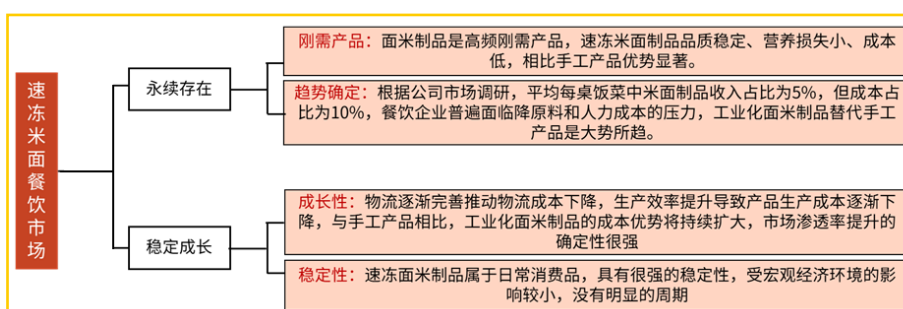 速冻米面餐饮市场
永续存在
刚需产品：面米制品是高频刚需产品，速冻米面制品品质稳定、营养损失小、成本
低，相比手工产品优势显著。
趋势确定：根据公司市场调研，平均每桌饭菜中米面制品收入占比为5%，但成本占
比为10%，餐饮企业普遍面临降原料和人力成本的压力，工业化面米制品替代手工
产品是大势所趋。
稳定成长
成长性：物流逐渐完善推动物流成本下降，生产效率提升导致产品生产成本逐渐下
降，与手工产品相比，工业化面米制品的成本优势将持续扩大，市场渗透率提升的
确定性很强
稳定性：速冻面米制品属于日常消费品，具有很强的稳定性，受宏观经济环境的影
响较小，没有明显的周期